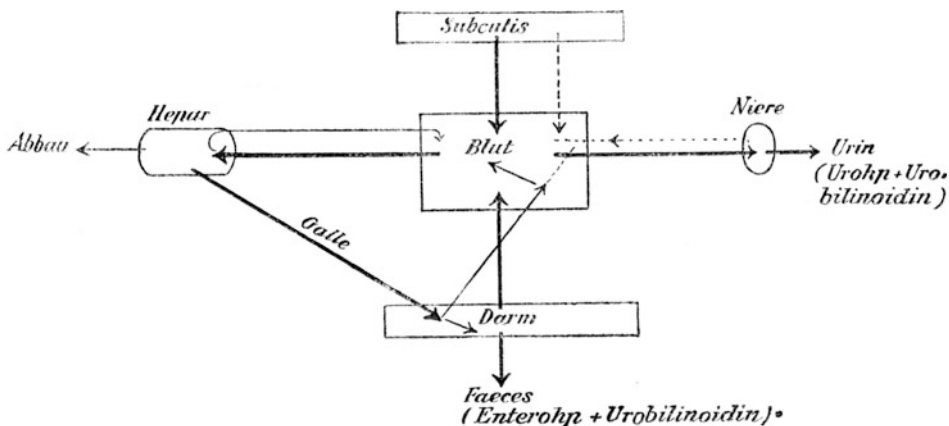 Subcutis
Hepar
Niere
Abbau
Blut
Urin
(Urohp + Uro-
bilinoidin)
Galle
Darm
Faeces
(Enterohp + Urobilinoidin).